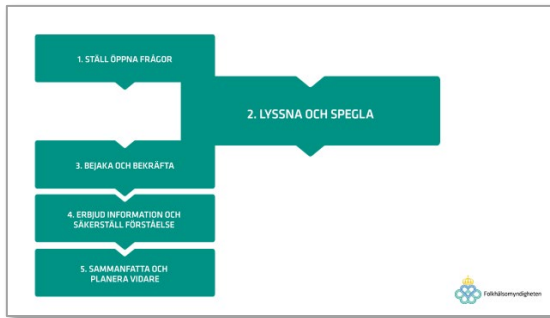 1. STÄLL ÖPPNA FRÅGOR
2. LYSSNA OCH SPEGLA
3. BEJAKA OCH BEKRÄFTA
4. ERBJUD INFORMATION OCH
SÄKERSTÄLL FÖRSTÅELSE
5. SAMMANFATTA OCH
PLANERA VIDARE
Folkhälsomyndigheten